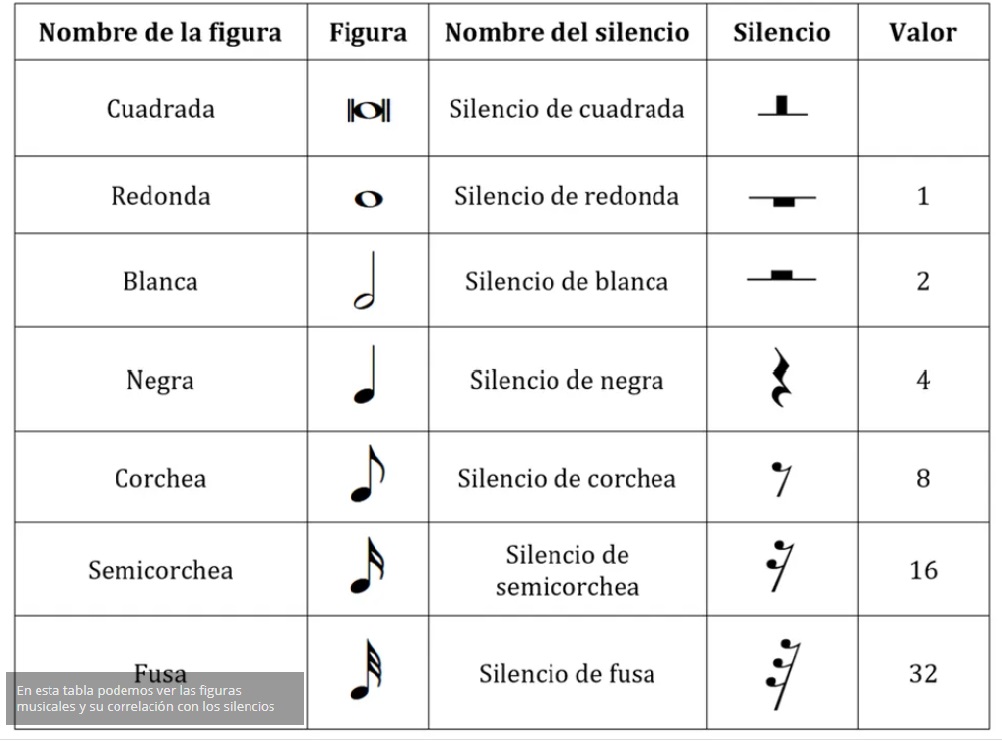 Nombre de la figura Figura Nombre del silencio Silencio Valor
Cuadrada Silencio de cuadrada
Redonda Silencio de redonda 1
Blanca Silencio de blanca 2
Negra Silencio de negra 4
Corchea Silencio de corchea 8
Semicorchea Silencio de semicorchea 16
Fusa Silencio de fusa 32
En esta tabla podemos ver las figuras
musicales y su correlación con los silencios